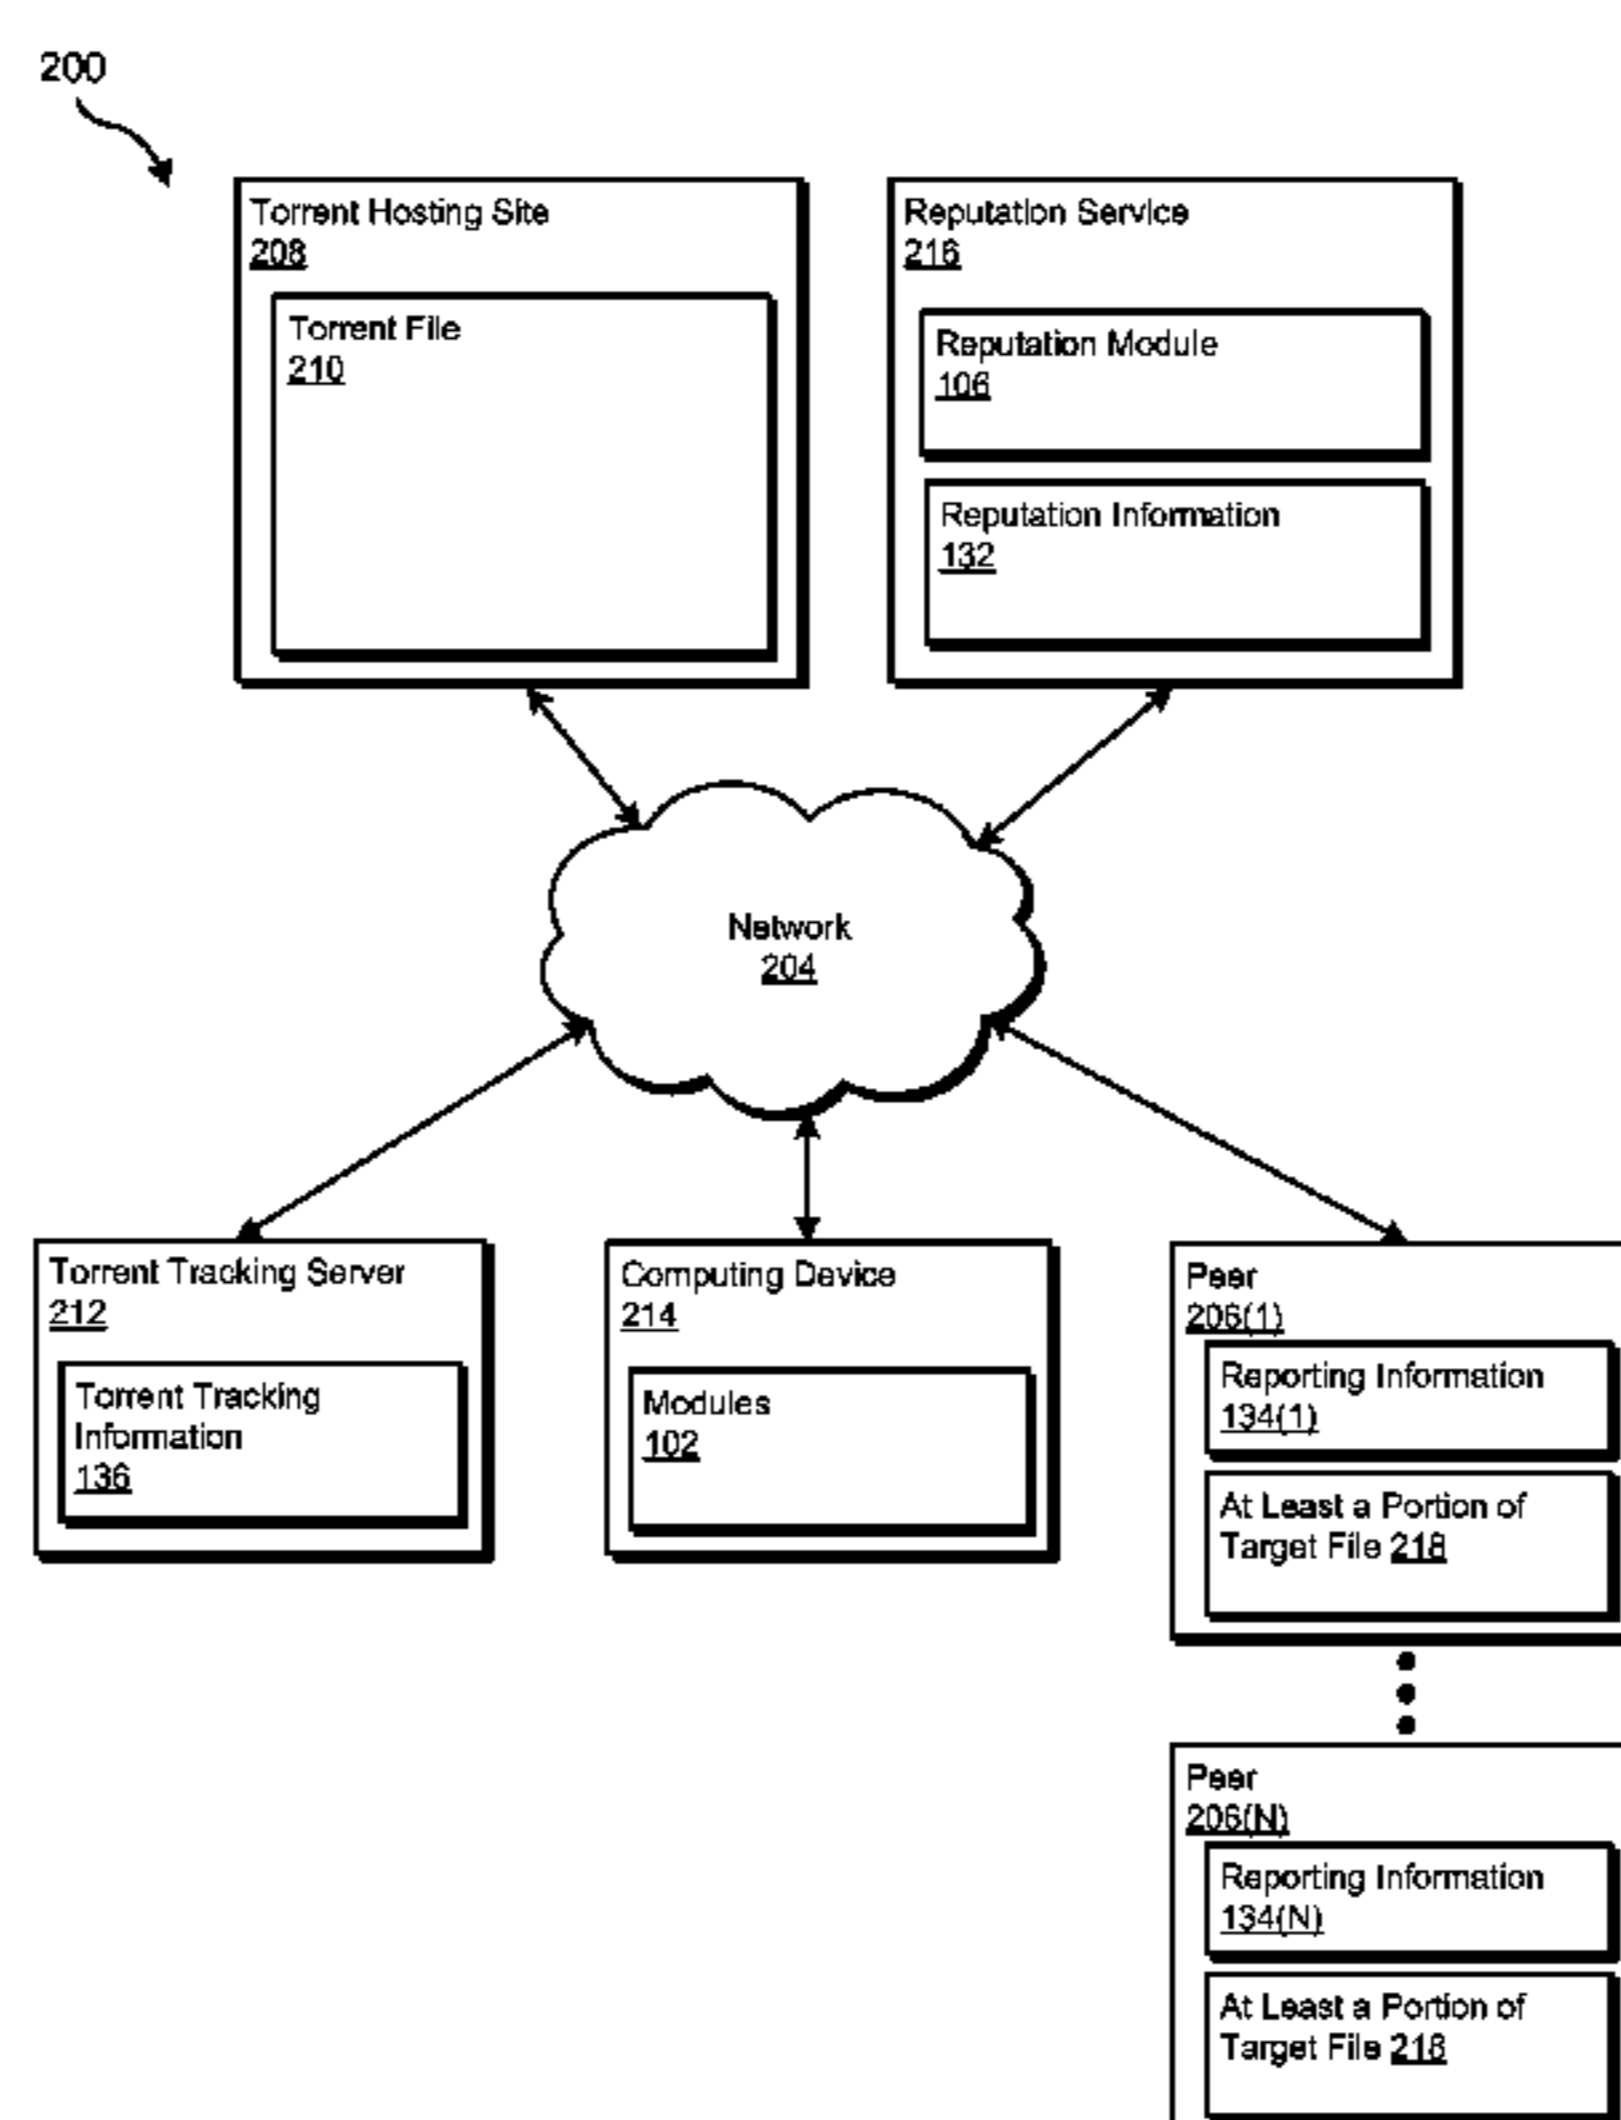 200
Torrent Hosting Site
208
Torrent File
210
Reputation Service
216
Reputation Module
106
Reputation Information
132
Network
204
Torrent Tracking Server
212
Torrent Tracking
Information
136
Computing Device
214
Modules
102
Peer
206(1)
Reporting Information
134(1)
At Least a Portion of
Target File 218
Peer
206(N)
Reporting Information
134(N)
At Least a Portion of
Target File 218